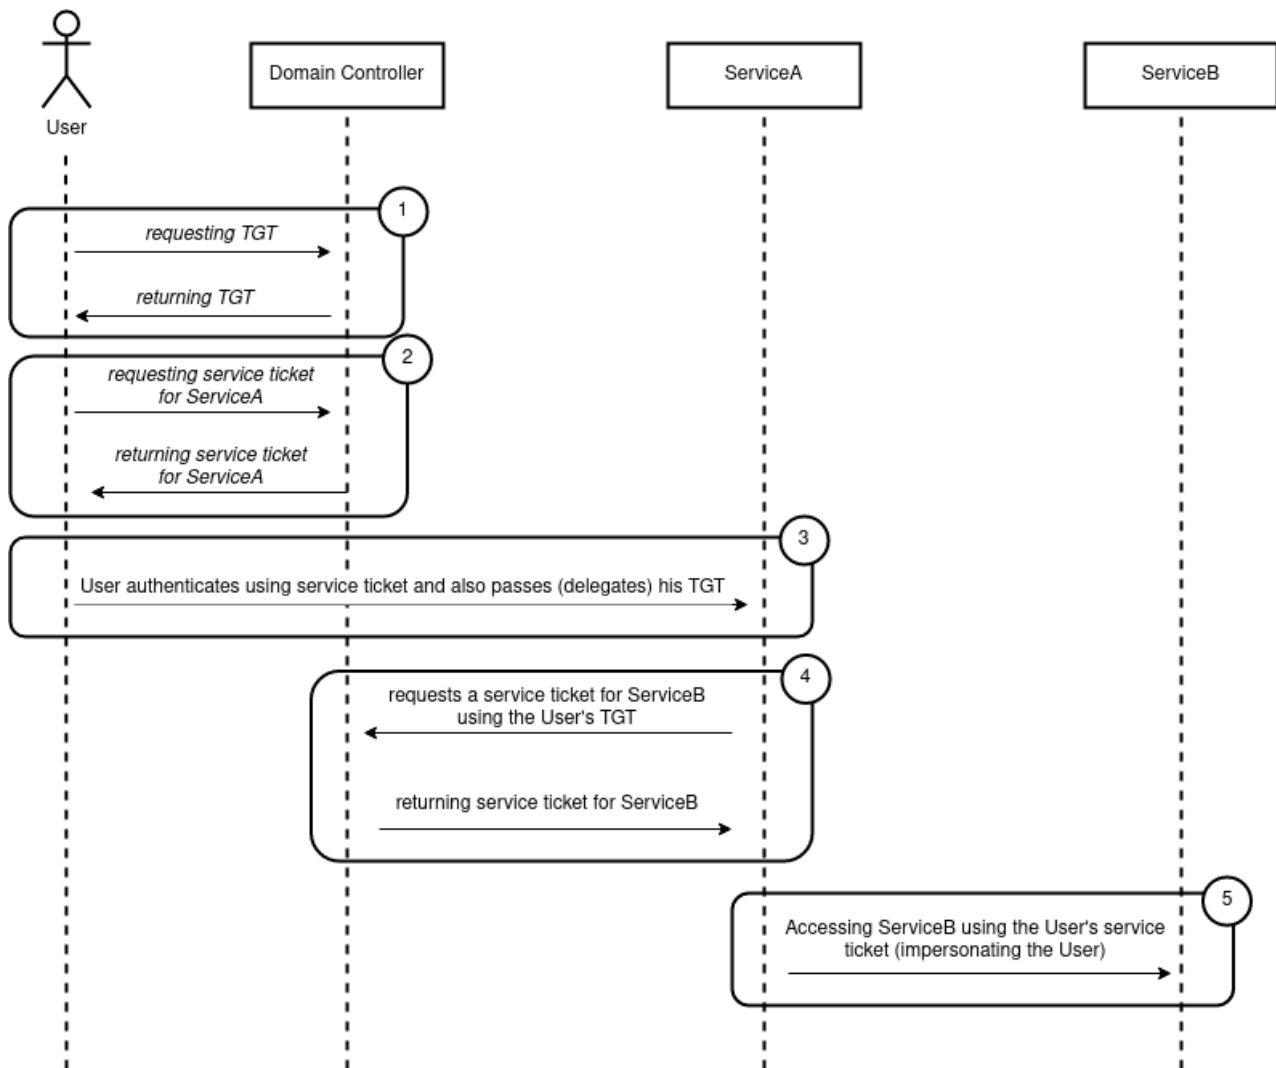 User
Domain Controller
ServiceA
ServiceB
1
requesting TGT
returning TGT
2
requesting service ticket
for ServiceA
returning service ticket
for ServiceA
3
User authenticates using service ticket and also passes (delegates) his TGT
4
requests a service ticket for ServiceB
using the User's TGT
returning service ticket for ServiceB
5
Accessing ServiceB using the User's service
ticket (impersonating the User)